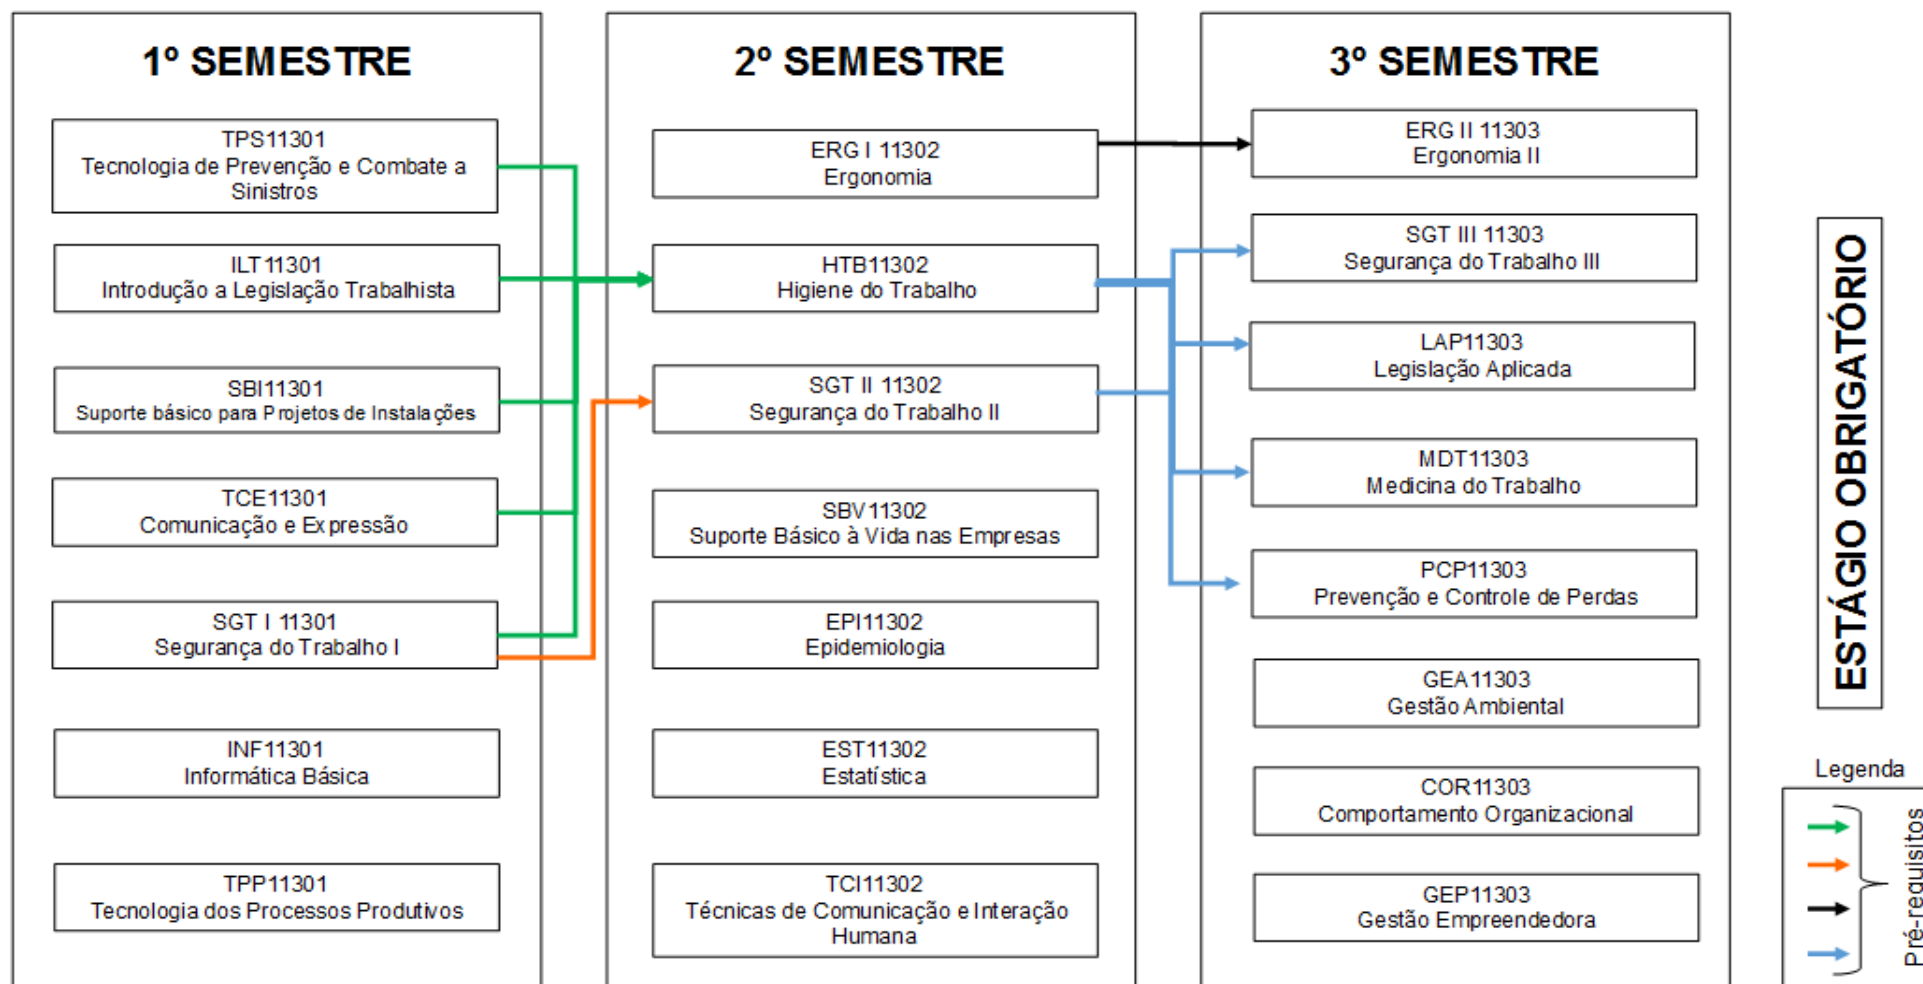 1º SEMESTRE
TPS11301
Tecnologia de Prevenção e Combate a
Sinistros
ILT11301
Introdução a Legislação Trabalhista
SBI11301
Suporte básico para Projetos de Instalações
TCE11301
Comunicação e Expressão
SGT I 11301
Segurança do Trabalho I
INF11301
Informática Básica
TPP11301
Tecnologia dos Processos Produtivos
2º SEMESTRE
ERG I 11302
Ergonomia
HTB11302
Higiene do Trabalho
SGT II 11302
Segurança do Trabalho II
SBV11302
Suporte Básico à Vida nas Empresas
EPI11302
Epidemiologia
EST11302
Estatística
TCI11302
Técnicas de Comunicação e Interação
Humana
3º SEMESTRE
ERG II 11303
Ergonomia II
SGT III 11303
Segurança do Trabalho III
LAP11303
Legislação Aplicada
MDT11303
Medicina do Trabalho
PCP11303
Prevenção e Controle de Perdas
GEA11303
Gestão Ambiental
COR11303
Comportamento Organizacional
GEP11303
Gestão Empreendedora
ESTÁGIO OBRIGATÓRIO
Legenda
Pré-requisitos